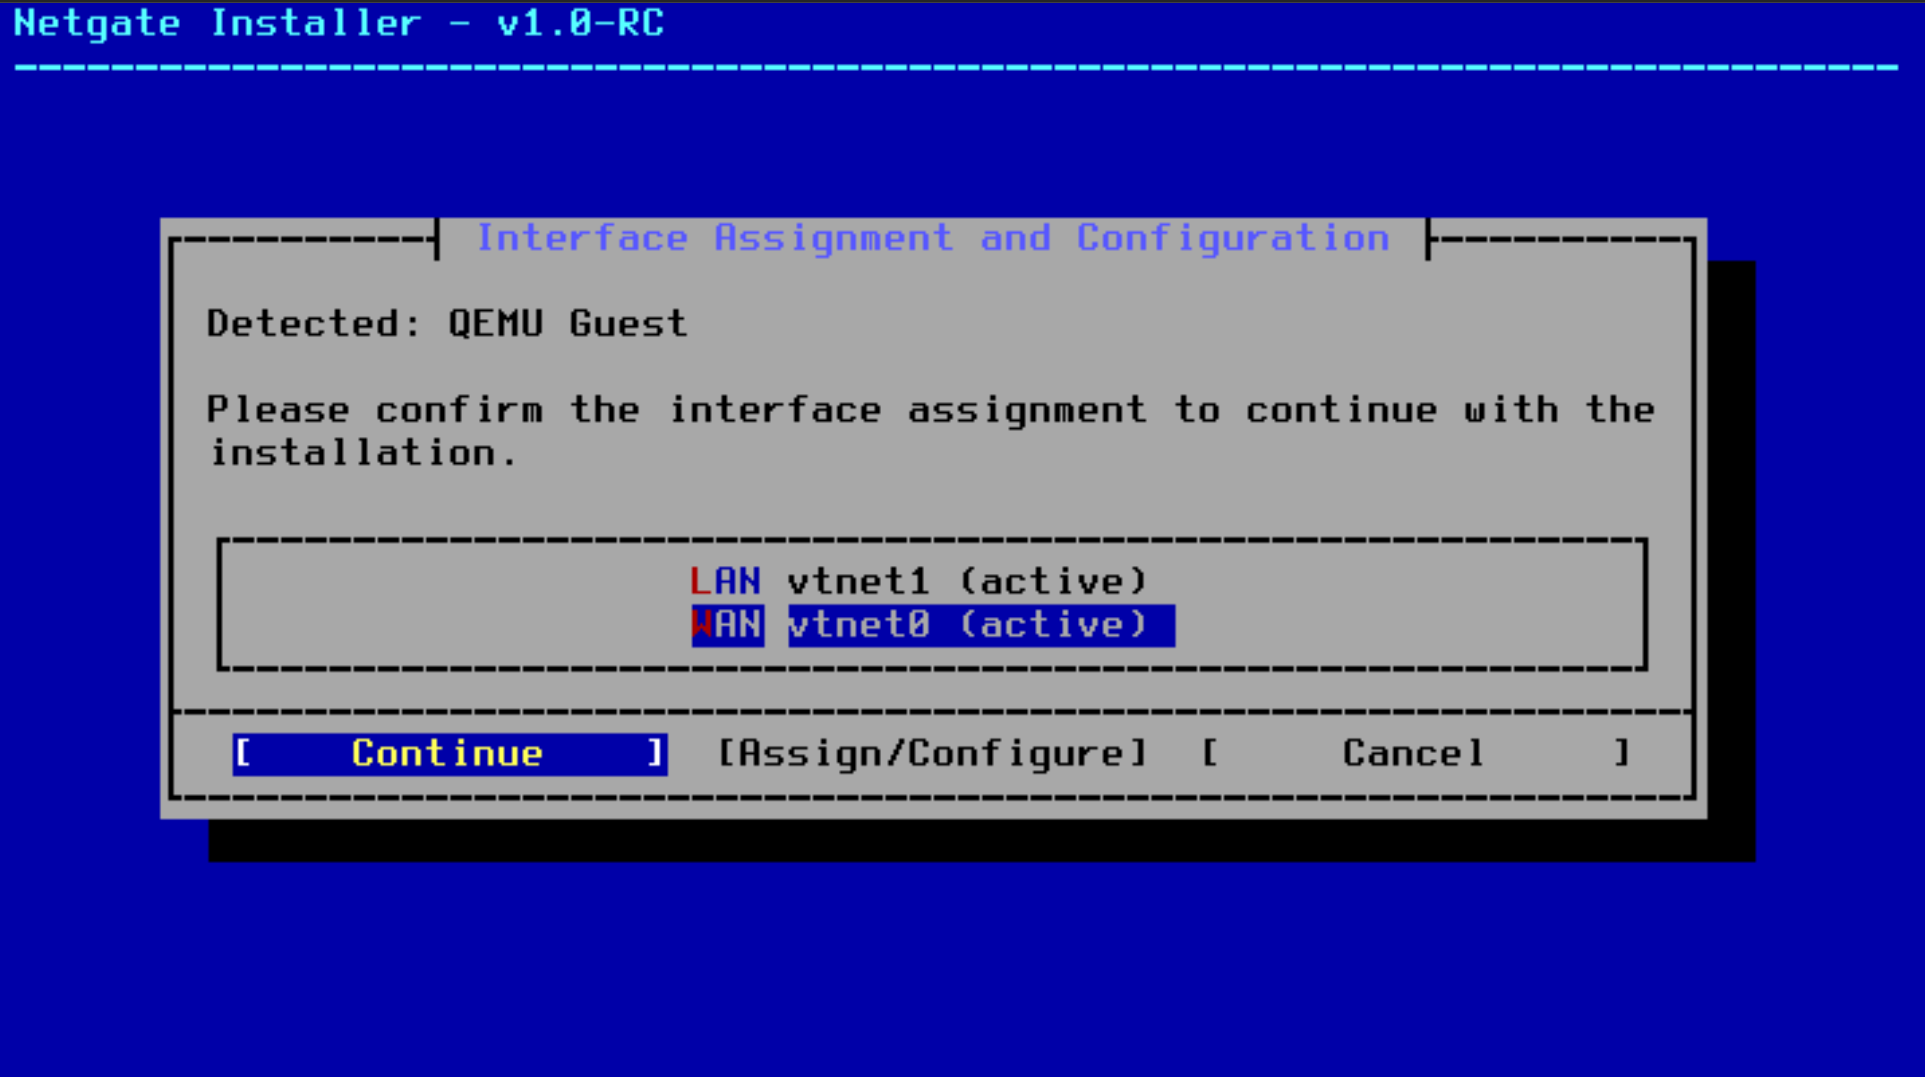 Netgate Installer - v1.0-RC
Interface Assignment and Configuration
Detected: QEMU Guest
Please confirm the interface assignment to continue with the
installation.
LAN vtnet1 (active)
WAN vtnet0 (active)
[ Continue ] [Assign/Configure] [ Cancel ]